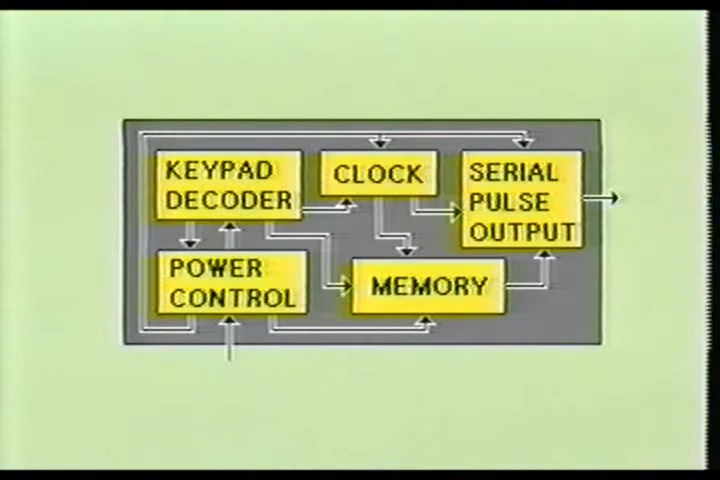 KEYPAD
DECODER
CLOCK
SERIAL
PULSE
OUTPUT
POWER
CONTROL
MEMORY